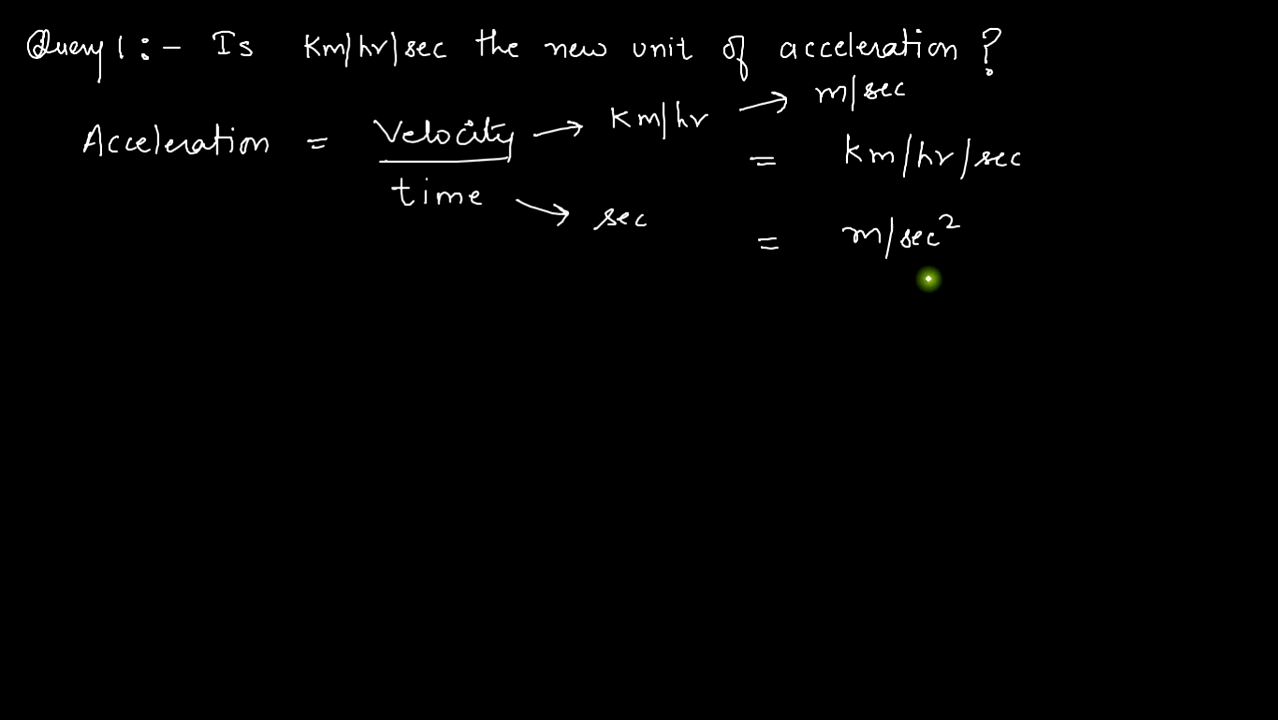 Query 1 :- Is Km/hr/sec the new unit of acceleration ?
Acceleration = Velocity → Km/hr → m/sec
time → sec
= Km/hr/sec
= m/sec²